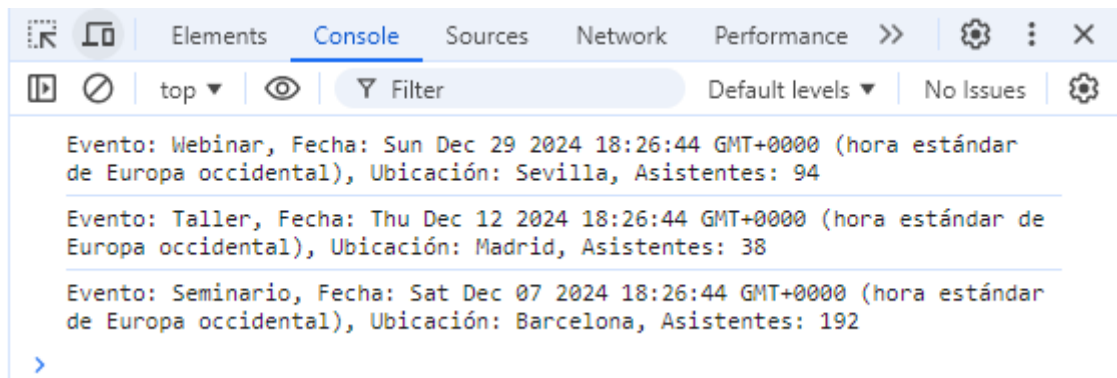 Elements Console Sources Network Performance
top Filter Default levels No Issues
Evento: Webinar, Fecha: Sun Dec 29 2024 18:26:44 GMT+0000 (hora estándar
de Europa occidental), Ubicación: Sevilla, Asistentes: 94
Evento: Taller, Fecha: Thu Dec 12 2024 18:26:44 GMT+0000 (hora estándar de
Europa occidental), Ubicación: Madrid, Asistentes: 38
Evento: Seminario, Fecha: Sat Dec 07 2024 18:26:44 GMT+0000 (hora estándar
de Europa occidental), Ubicación: Barcelona, Asistentes: 192